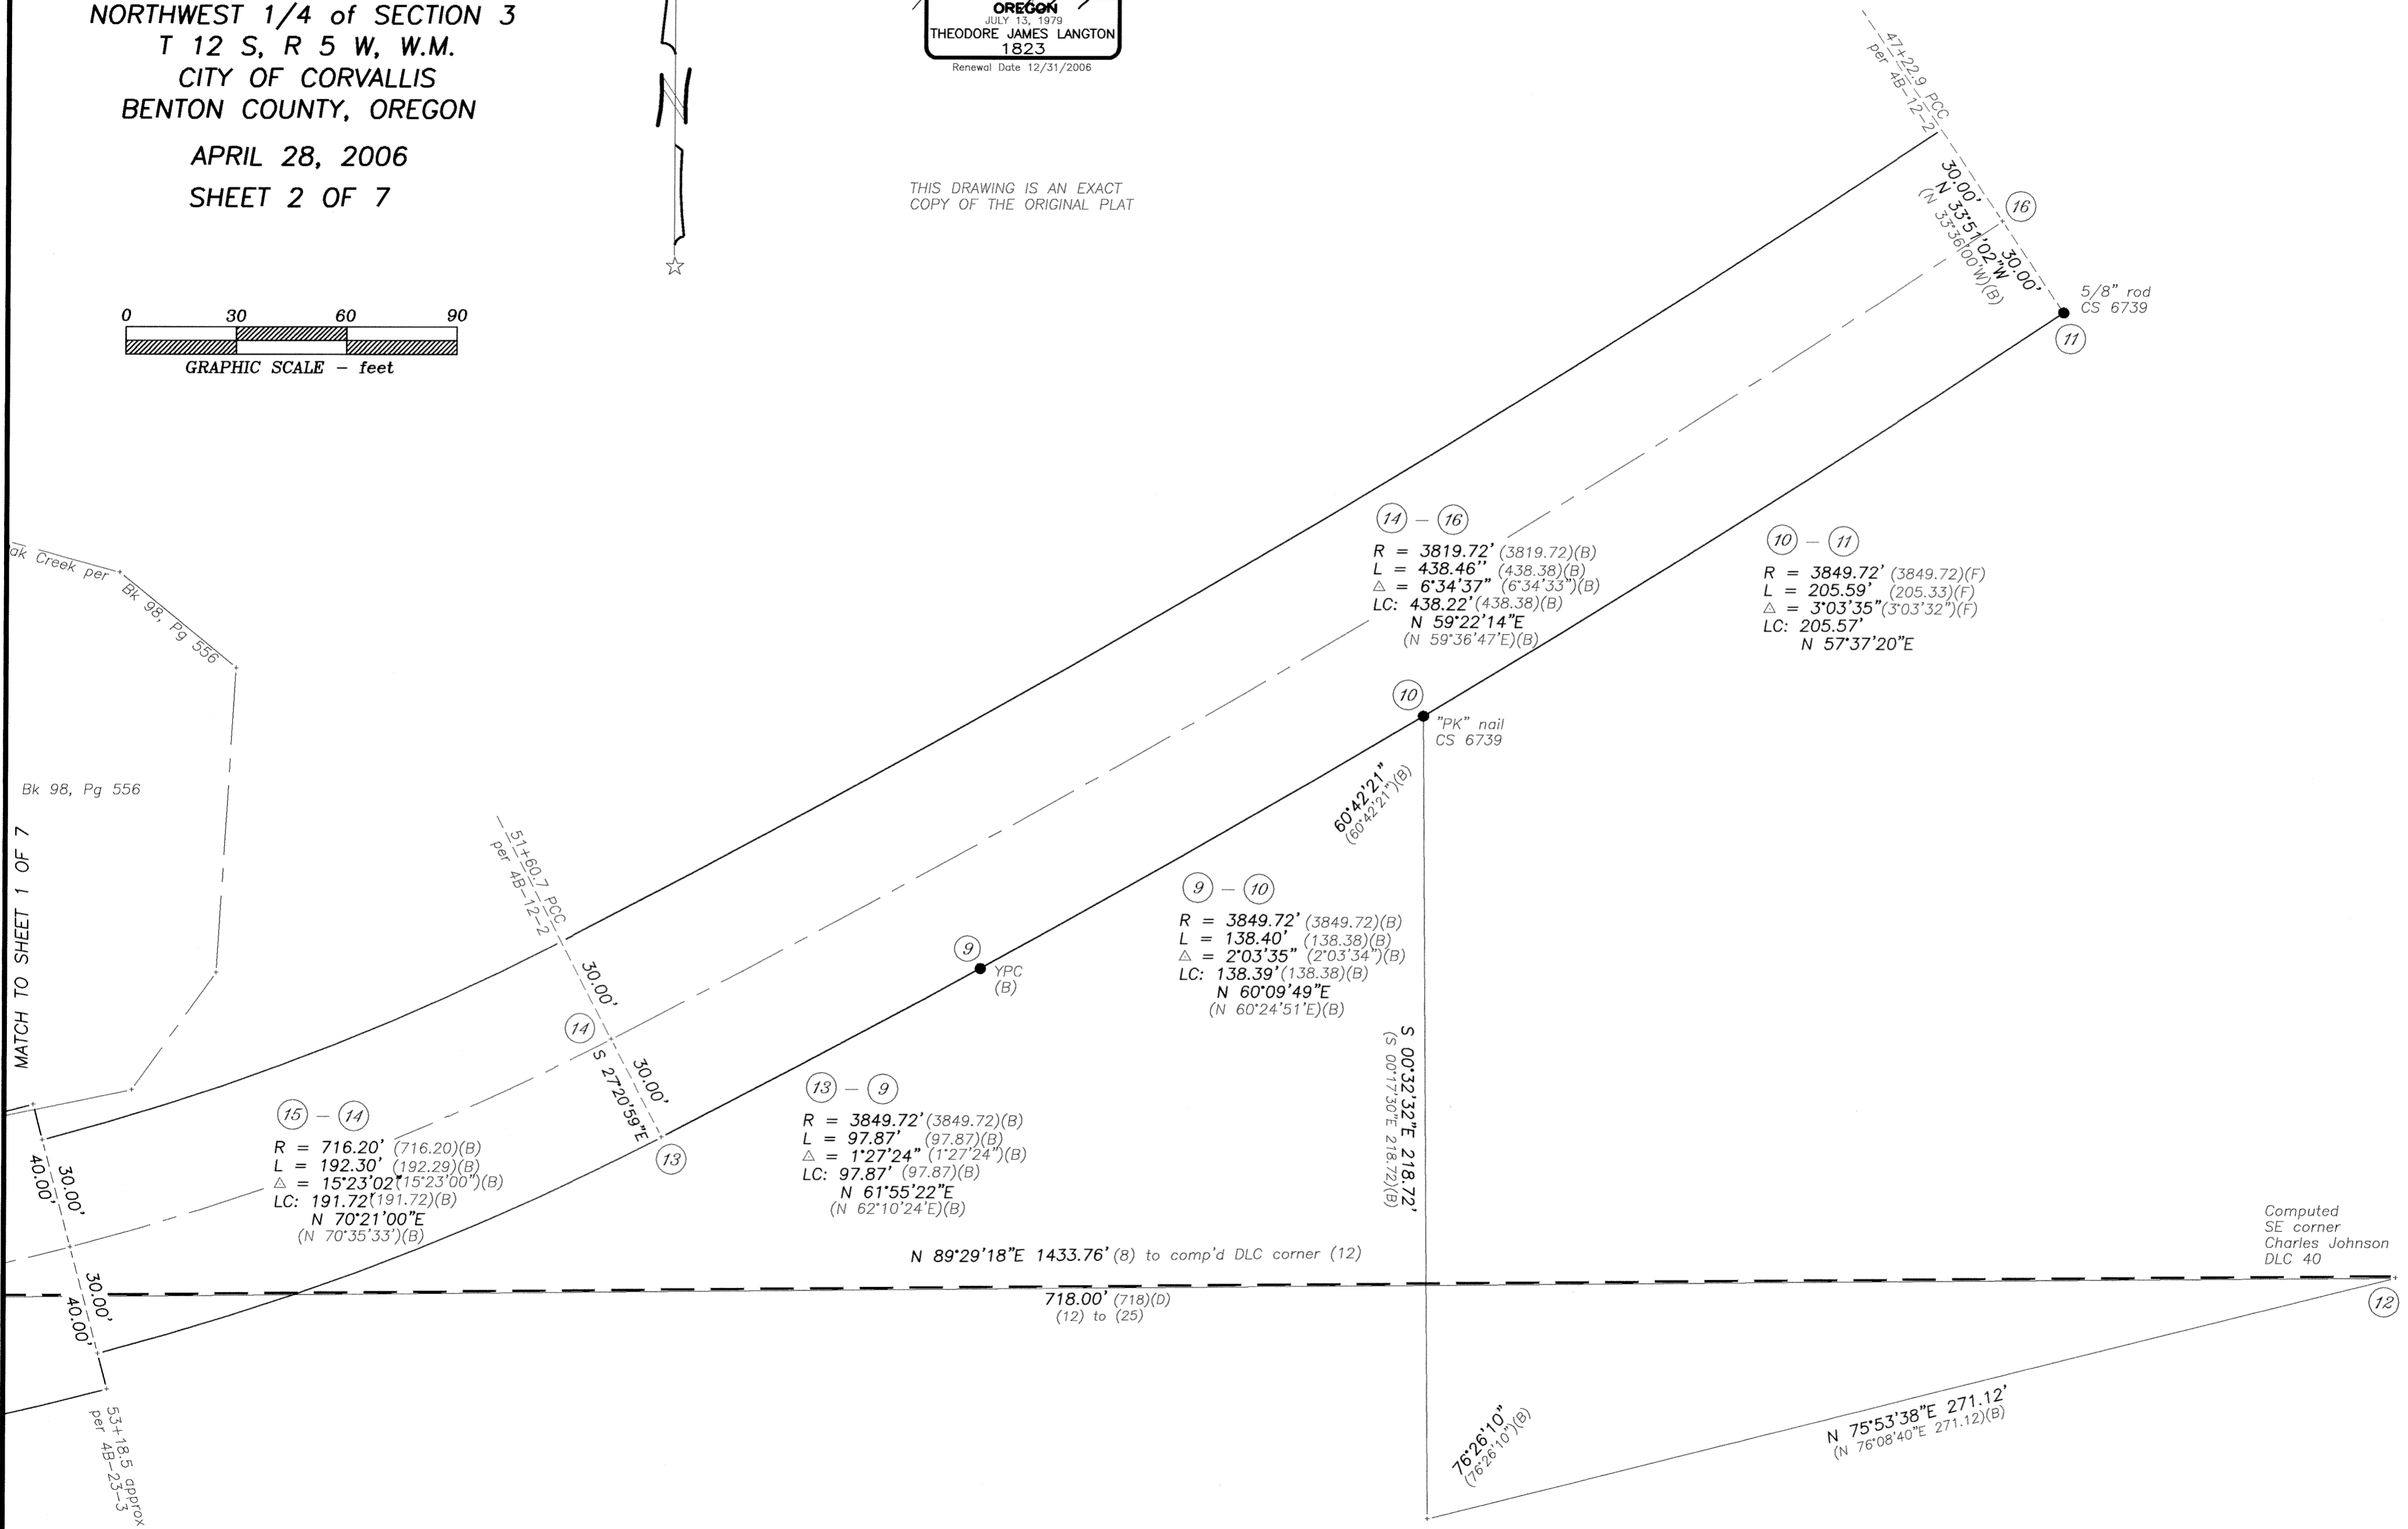 NORTHWEST 1/4 of SECTION 3
T 12 S, R 5 W, W.M.
CITY OF CORVALLIS
BENTON COUNTY, OREGON
APRIL 28, 2006
SHEET 2 OF 7
OREGON
JULY 13, 1979
THEODORE JAMES LANGTON
1823
Renewal Date 12/31/2006
N
THIS DRAWING IS AN EXACT
COPY OF THE ORIGINAL PLAT
0 30 60 90
GRAPHIC SCALE - feet
47+22.9 PCC
per 4B-12-2
30.00'
N 33°51'02"W
(N 33°36'00'W)(B)
30.00'
16
5/8" rod
CS 6739
11
14 - 16
R = 3819.72' (3819.72)(B)
L = 438.46'' (438.38)(B)
△ = 6°34'37" (6°34'33")(B)
LC: 438.22' (438.38)(B)
N 59°22'14"E
(N 59°36'47'E)(B)
10 - 11
R = 3849.72' (3849.72)(F)
L = 205.59' (205.33)(F)
△ = 3°03'35" (3°03'32")(F)
LC: 205.57'
N 57°37'20"E
Creek per
Bk 98, Pg 556
10
"PK" nail
CS 6739
60°42'21"
(60°42'21")(B)
Bk 98, Pg 556
MATCH TO SHEET 1 OF 7
51+60.7 PCC
per 4B-12-2
30.00'
14
S 27°20'59"E
30.00'
13
9
YPC
(B)
9 - 10
R = 3849.72' (3849.72)(B)
L = 138.40' (138.38)(B)
△ = 2°03'35" (2°03'34")(B)
LC: 138.39' (138.38)(B)
N 60°09'49"E
(N 60°24'51'E)(B)
S 00°32'32"E 218.72'
(S 00°17'30"E 218.72)(B)
15 - 14
R = 716.20' (716.20)(B)
L = 192.30' (192.29)(B)
△ = 15°23'02" (15°23'00")(B)
LC: 191.72' (191.72)(B)
N 70°21'00"E
(N 70°35'33')(B)
13 - 9
R = 3849.72' (3849.72)(B)
L = 97.87' (97.87)(B)
△ = 1°27'24" (1°27'24")(B)
LC: 97.87' (97.87)(B)
N 61°55'22"E
(N 62°10'24'E)(B)
30.00'
40.00'
30.00'
40.00'
N 89°29'18"E 1433.76' (8) to comp'd DLC corner (12)
718.00' (718)(D)
(12) to (25)
Computed
SE corner
Charles Johnson
DLC 40
12
53+18.5 approx
per 4B-23-3
76°26'10"
(76°26'10")(B)
N 75°53'38"E 271.12'
(N 76°08'40"E 271.12)(B)